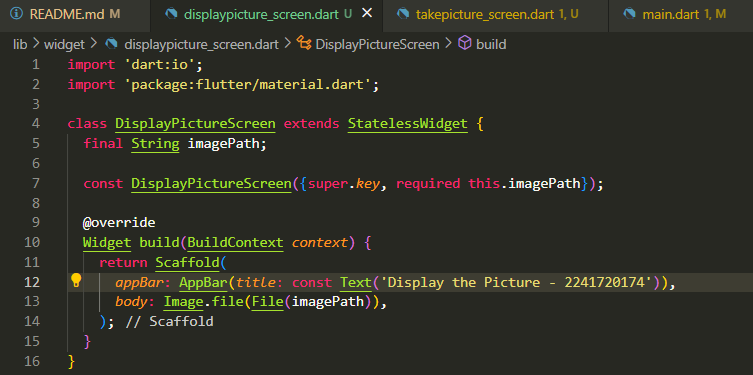 README.md M displaypicture_screen.dart U takepicture_screen.dart 1, U main.dart 1, M
lib > widget > displaypicture_screen.dart > DisplayPictureScreen > build
1 import 'dart:io';
2 import 'package:flutter/material.dart';
3
4 class DisplayPictureScreen extends StatelessWidget {
5 final String imagePath;
6
7 const DisplayPictureScreen({super.key, required this.imagePath});
8
9 @override
10 Widget build(BuildContext context) {
11 return Scaffold(
12 appBar: AppBar(title: const Text('Display the Picture - 2241720174')),
13 body: Image.file(File(imagePath)),
14 ); // Scaffold
15 }
16 }